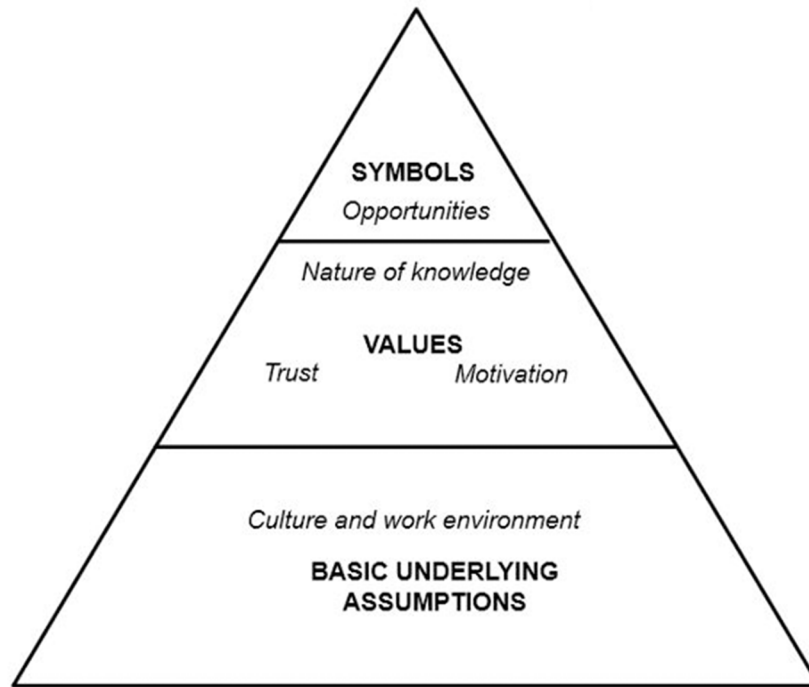 SYMBOLS
Opportunities
Nature of knowledge
VALUES
Trust Motivation
Culture and work environment
BASIC UNDERLYING
ASSUMPTIONS